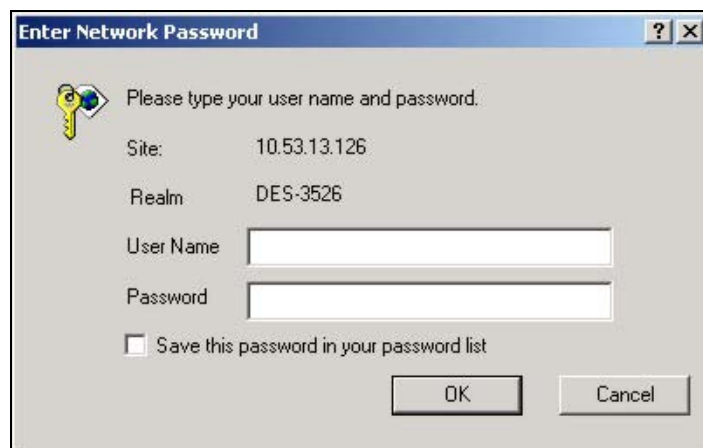 Enter Network Password
Please type your user name and password.
Site: 10.53.13.126
Realm DES-3526
User Name
Password
Save this password in your password list
OK Cancel